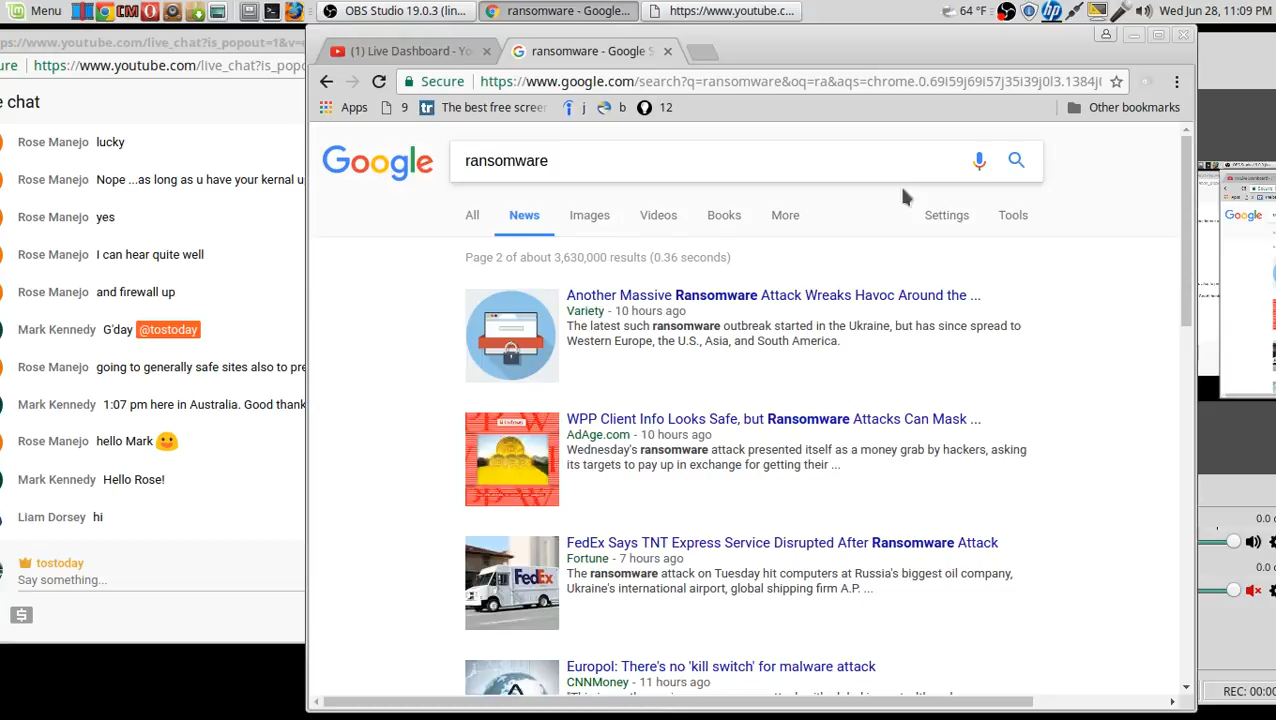 Menu
OBS Studio 19.0.3 (lin...
ransomware - Google...
https://www.youtube.c...
64 °F
Wed Jun 28, 11:09 PM
https://www.youtube.com/live_chat?is_popo
e chat
Rose Manejo lucky
Rose Manejo Nope ...as long as u have your kernal u
Rose Manejo yes
Rose Manejo I can hear quite well
Rose Manejo and firewall up
Mark Kennedy G'day @tostoday
Rose Manejo going to generally safe sites also to pre
Mark Kennedy 1:07 pm here in Australia. Good thank
Rose Manejo hello Mark
Mark Kennedy Hello Rose!
Liam Dorsey hi
tostoday
Say something...
(1) Live Dashboard - Yo
ransomware - Google S
Secure
https://www.google.com/search?q=ransomware&oq=ra&aqs=chrome.0.69i59j69i57j35i39j0l3.1384j
Apps
9
The best free screer
j
b
12
Other bookmarks
Google
ransomware
All
News
Images
Videos
Books
More
Settings
Tools
Page 2 of about 3,630,000 results (0.36 seconds)
Another Massive Ransomware Attack Wreaks Havoc Around the ...
Variety - 10 hours ago
The latest such ransomware outbreak started in the Ukraine, but has since spread to
Western Europe, the U.S., Asia, and South America.
WPP Client Info Looks Safe, but Ransomware Attacks Can Mask ...
AdAge.com - 10 hours ago
Wednesday's ransomware attack presented itself as a money grab by hackers, asking
its targets to pay up in exchange for getting their ...
FedEx Says TNT Express Service Disrupted After Ransomware Attack
Fortune - 7 hours ago
The ransomware attack on Tuesday hit computers at Russia's biggest oil company,
Ukraine's international airport, global shipping firm A.P. ...
Europol: There's no 'kill switch' for malware attack
CNNMoney - 11 hours ago
0.0 c
0.0 c
REC: 00:00